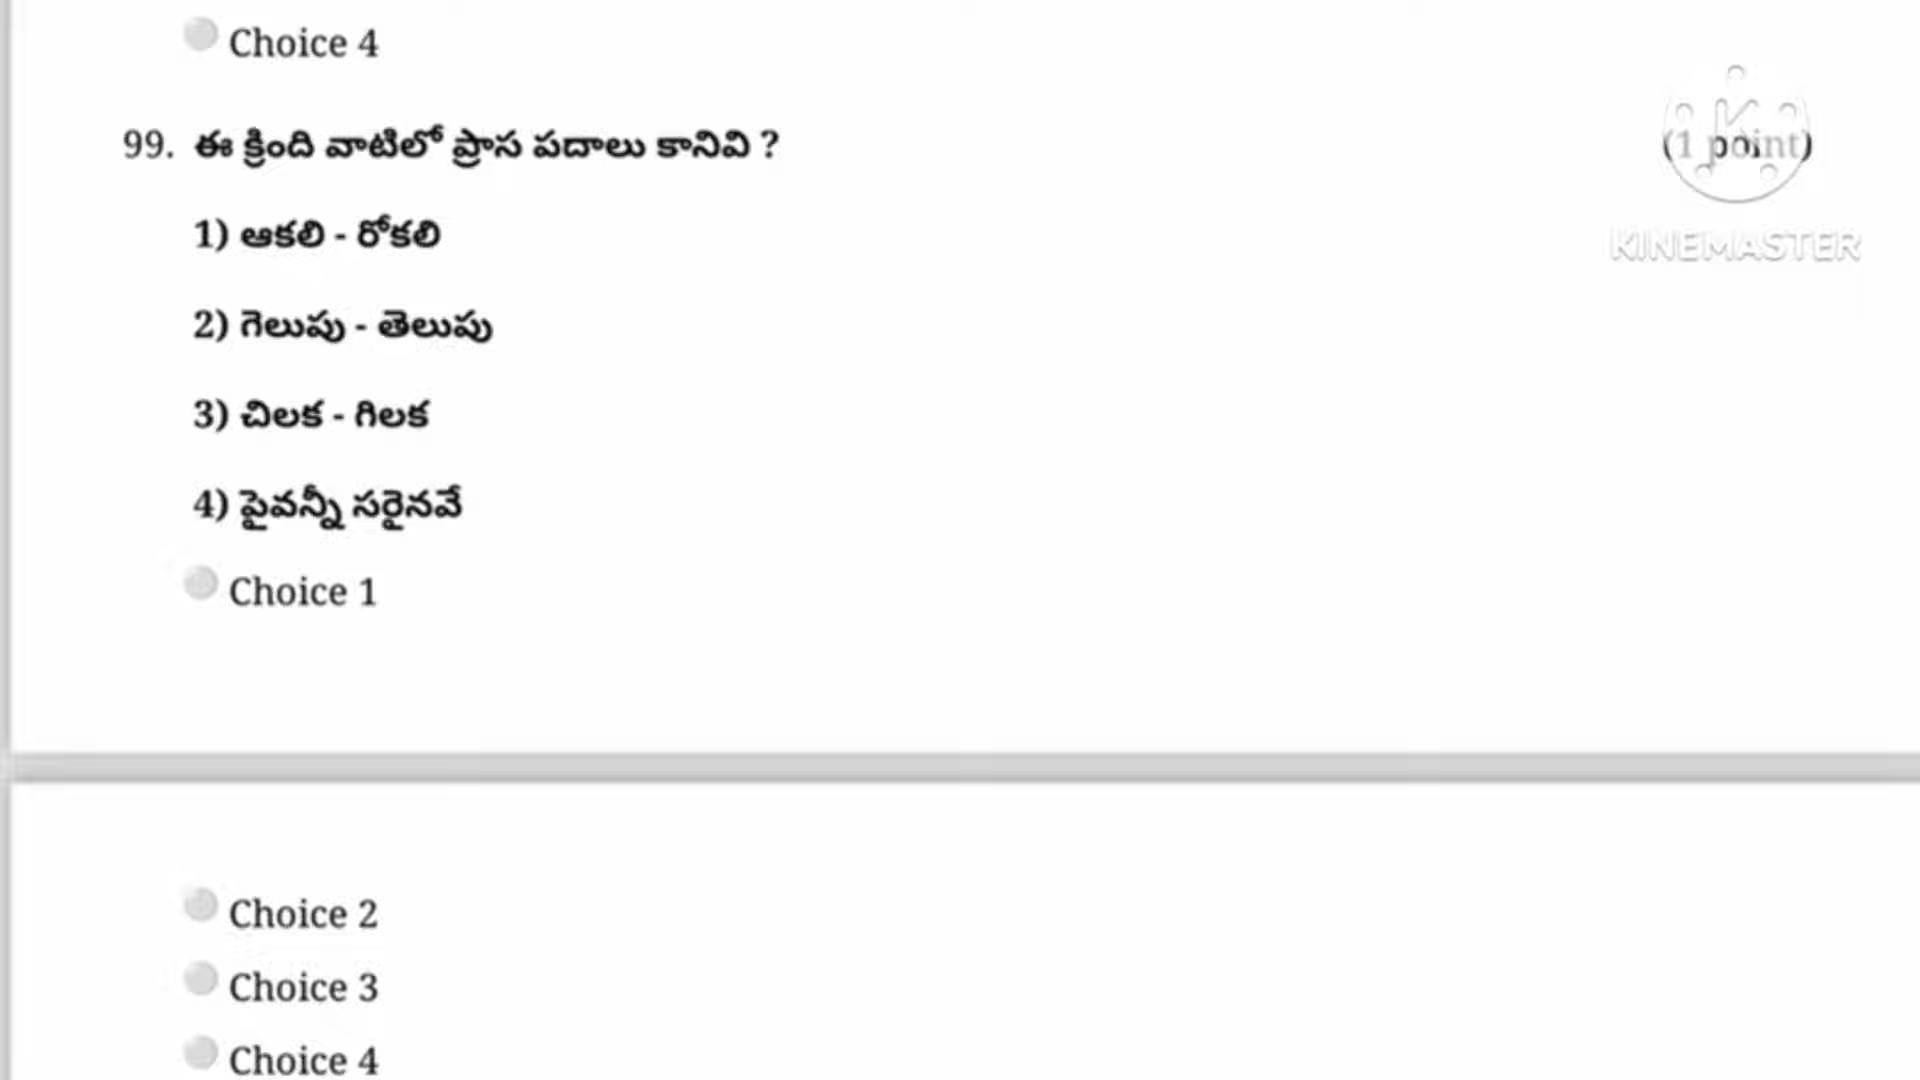 Choice 4
99. ఈ క్రింది వాటిలో ప్రాస పదాలు కానివి ? (1 point)
KINEMASTER
1) ఆకలి - రోకలి
2) గెలుపు - తెలుపు
3) చిలక - గిలక
4) పైవన్నీ సరైనవే
Choice 1
Choice 2
Choice 3
Choice 4